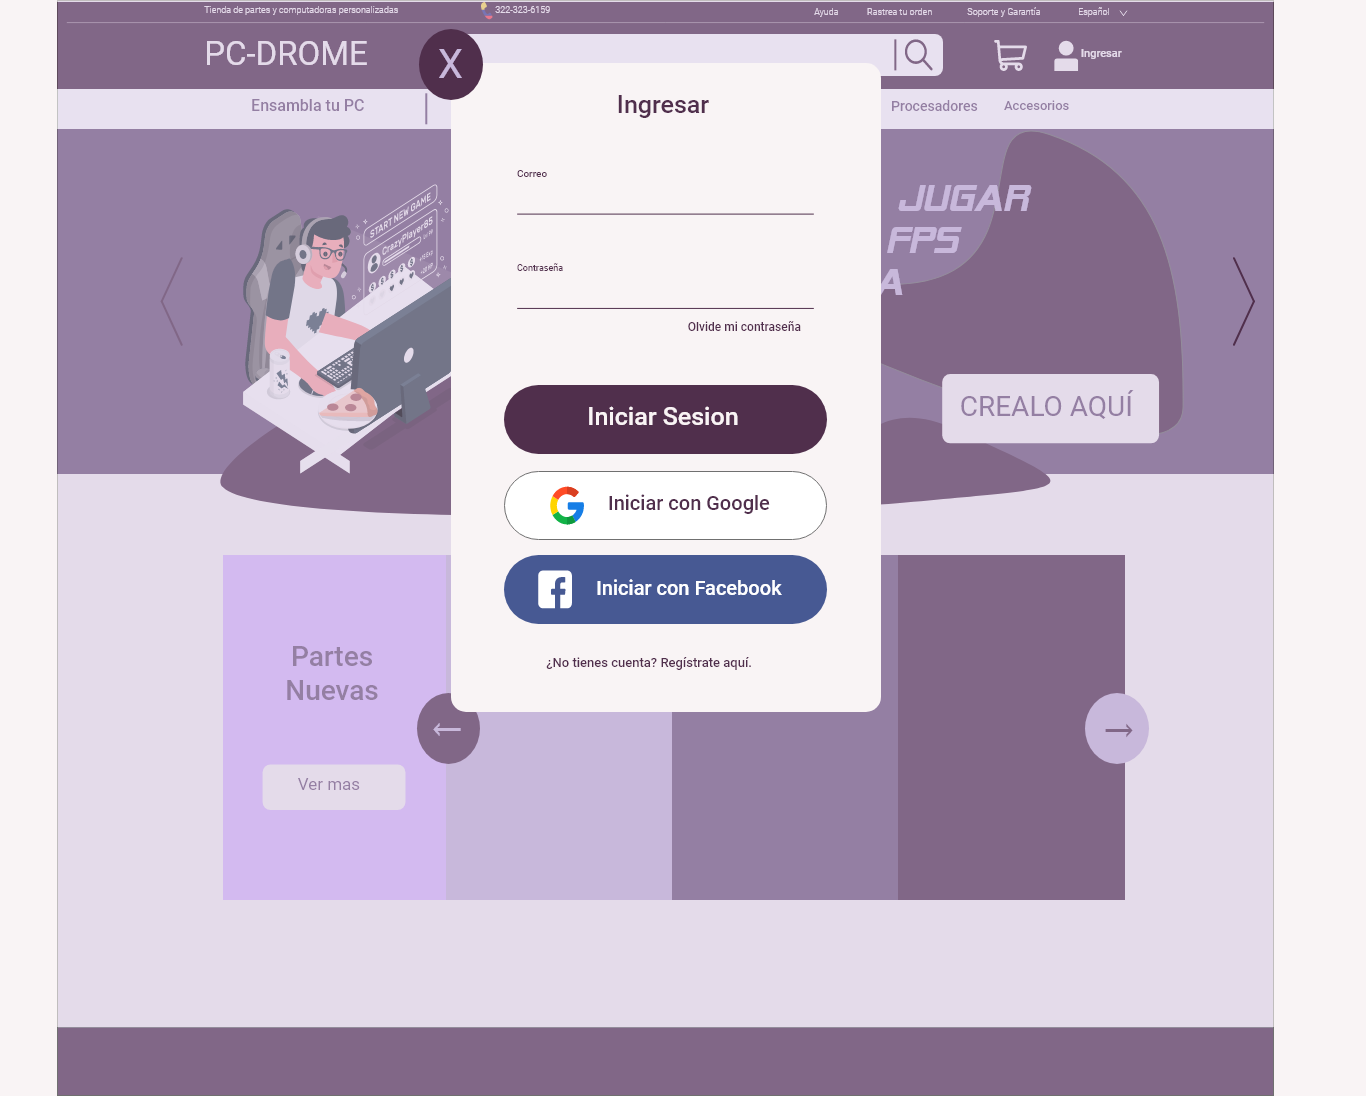 Tienda de partes y computadoras personalizadas
322-323-6159
Ayuda
Rastrea tu orden
Soporte y Garantía
Español
PC-DROME
X
Ingresar
Ensambla tu PC
Procesadores
Accesorios
Ingresar
Correo
Contraseña
Olvide mi contraseña
Iniciar Sesion
Iniciar con Google
Iniciar con Facebook
¿No tienes cuenta? Regístrate aquí.
START NEW GAME
CrazyPlayer85
JUGAR
FPS
A
CREALO AQUÍ
Partes
Nuevas
Ver mas